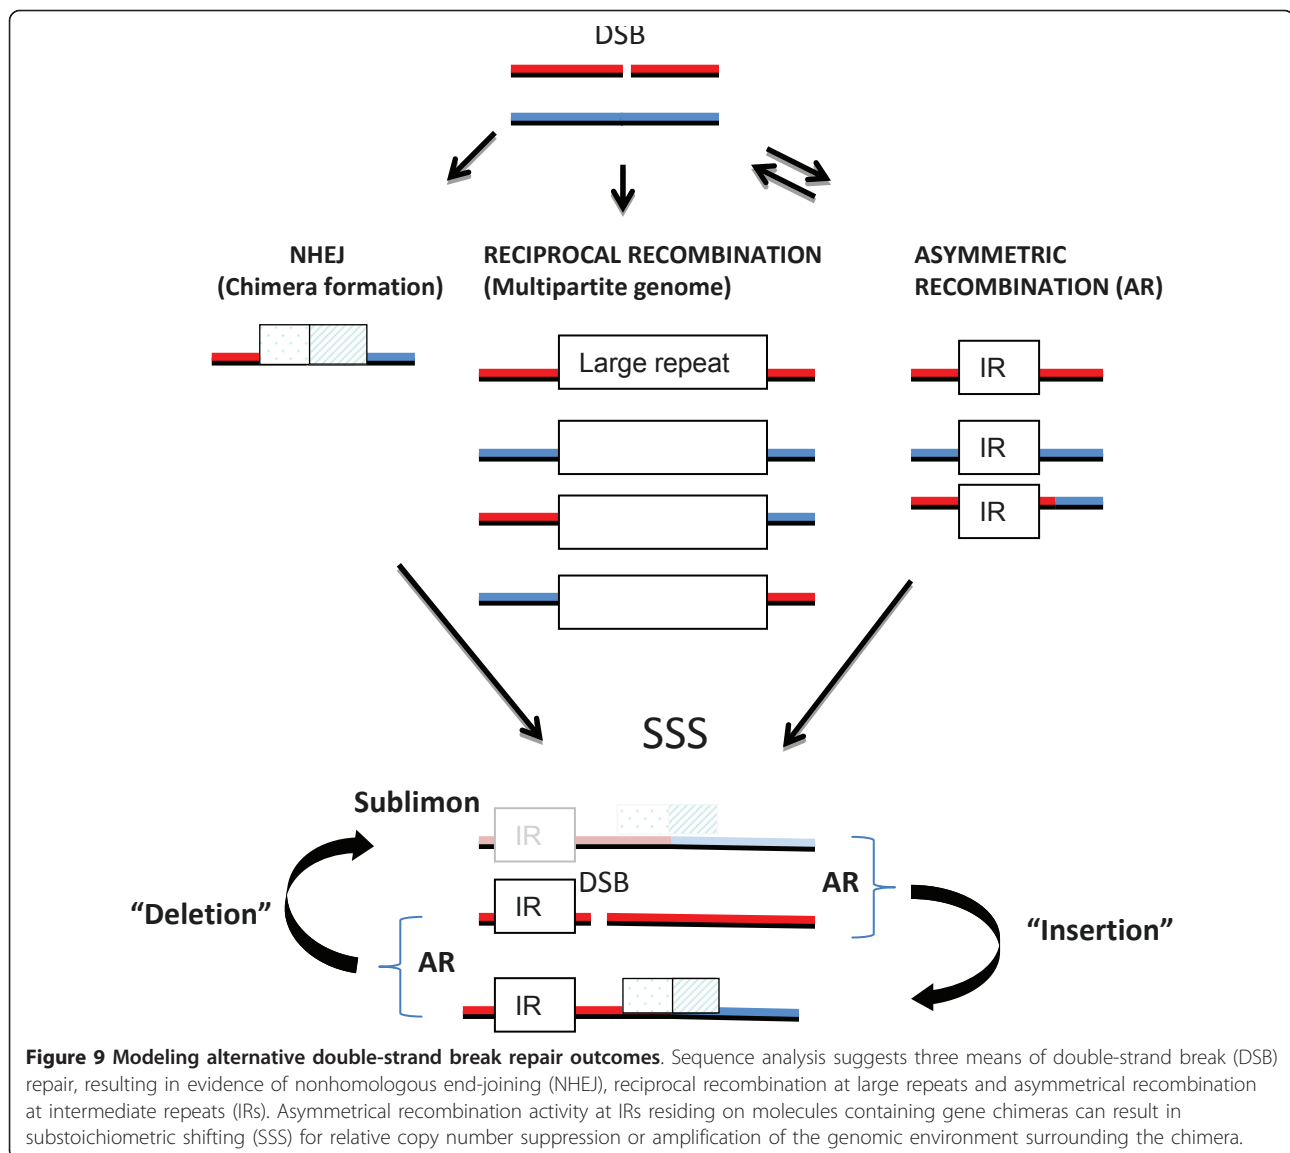 DSB
NHEJ
(Chimera formation)
RECIPROCAL RECOMBINATION
(Multipartite genome)
ASYMMETRIC
RECOMBINATION (AR)
Large repeat
IR
IR
IR
SSS
Sublimon
IR
DSB
IR
AR
"Deletion"
AR
"Insertion"
IR
Figure 9 Modeling alternative double-strand break repair outcomes. Sequence analysis suggests three means of double-strand break (DSB)
repair, resulting in evidence of nonhomologous end-joining (NHEJ), reciprocal recombination at large repeats and asymmetrical recombination
at intermediate repeats (IRs). Asymmetrical recombination activity at IRs residing on molecules containing gene chimeras can result in
substoichiometric shifting (SSS) for relative copy number suppression or amplification of the genomic environment surrounding the chimera.